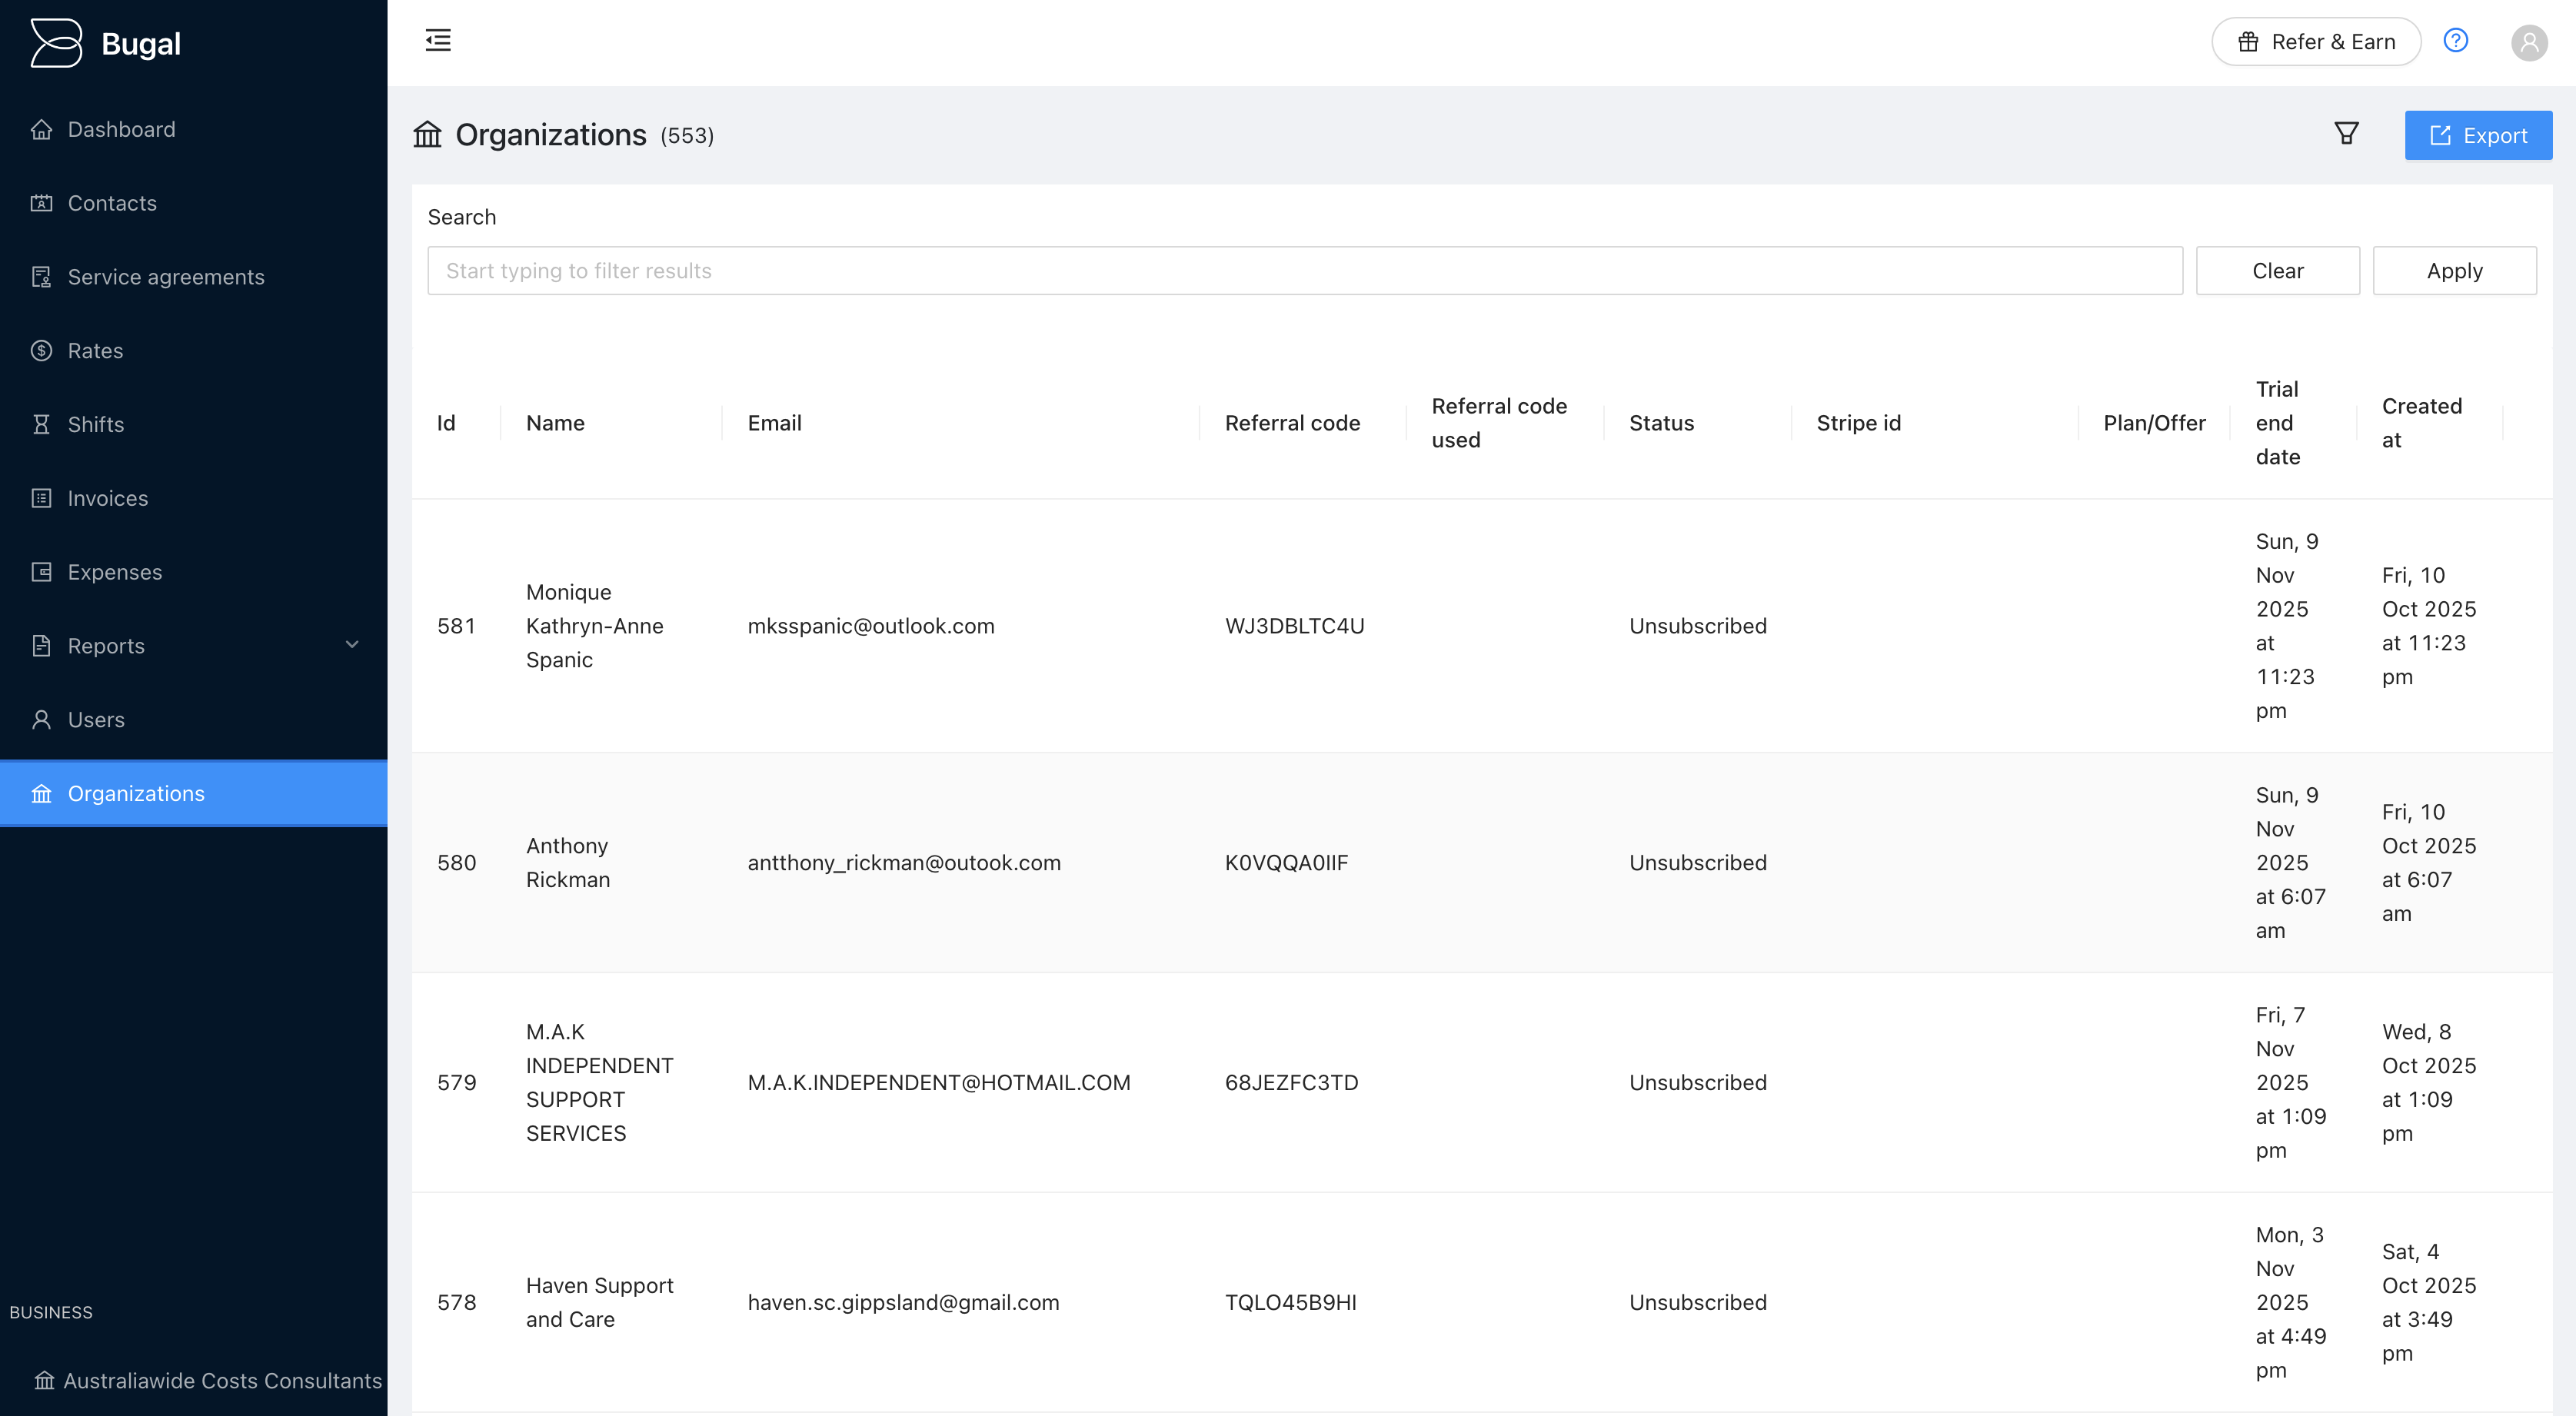 Bugal
Refer & Earn
Dashboard
Contacts
Service agreements
Rates
Shifts
Invoices
Expenses
Reports
Users
Organizations
BUSINESS
Australiawide Costs Consultants
Organizations (553)
Export
Search
Start typing to filter results
Clear
Apply
Id
Name
Email
Referral code
Referral code
used
Status
Stripe id
Plan/Offer
Trial
end
date
Created
at
581
Monique
Kathryn-Anne
Spanic
mksspanic@outlook.com
WJ3DBLTC4U
Unsubscribed
Sun, 9
Nov
2025
at
11:23
pm
Fri, 10
Oct 2025
at 11:23
pm
580
Anthony
Rickman
antthony_rickman@outook.com
K0VQQA0IIF
Unsubscribed
Sun, 9
Nov
2025
at 6:07
am
Fri, 10
Oct 2025
at 6:07
am
579
M.A.K
INDEPENDENT
SUPPORT
SERVICES
M.A.K.INDEPENDENT@HOTMAIL.COM
68JEZFC3TD
Unsubscribed
Fri, 7
Nov
2025
at 1:09
pm
Wed, 8
Oct 2025
at 1:09
pm
578
Haven Support
and Care
haven.sc.gippsland@gmail.com
TQLO45B9HI
Unsubscribed
Mon, 3
Nov
2025
at 4:49
pm
Sat, 4
Oct 2025
at 3:49
pm